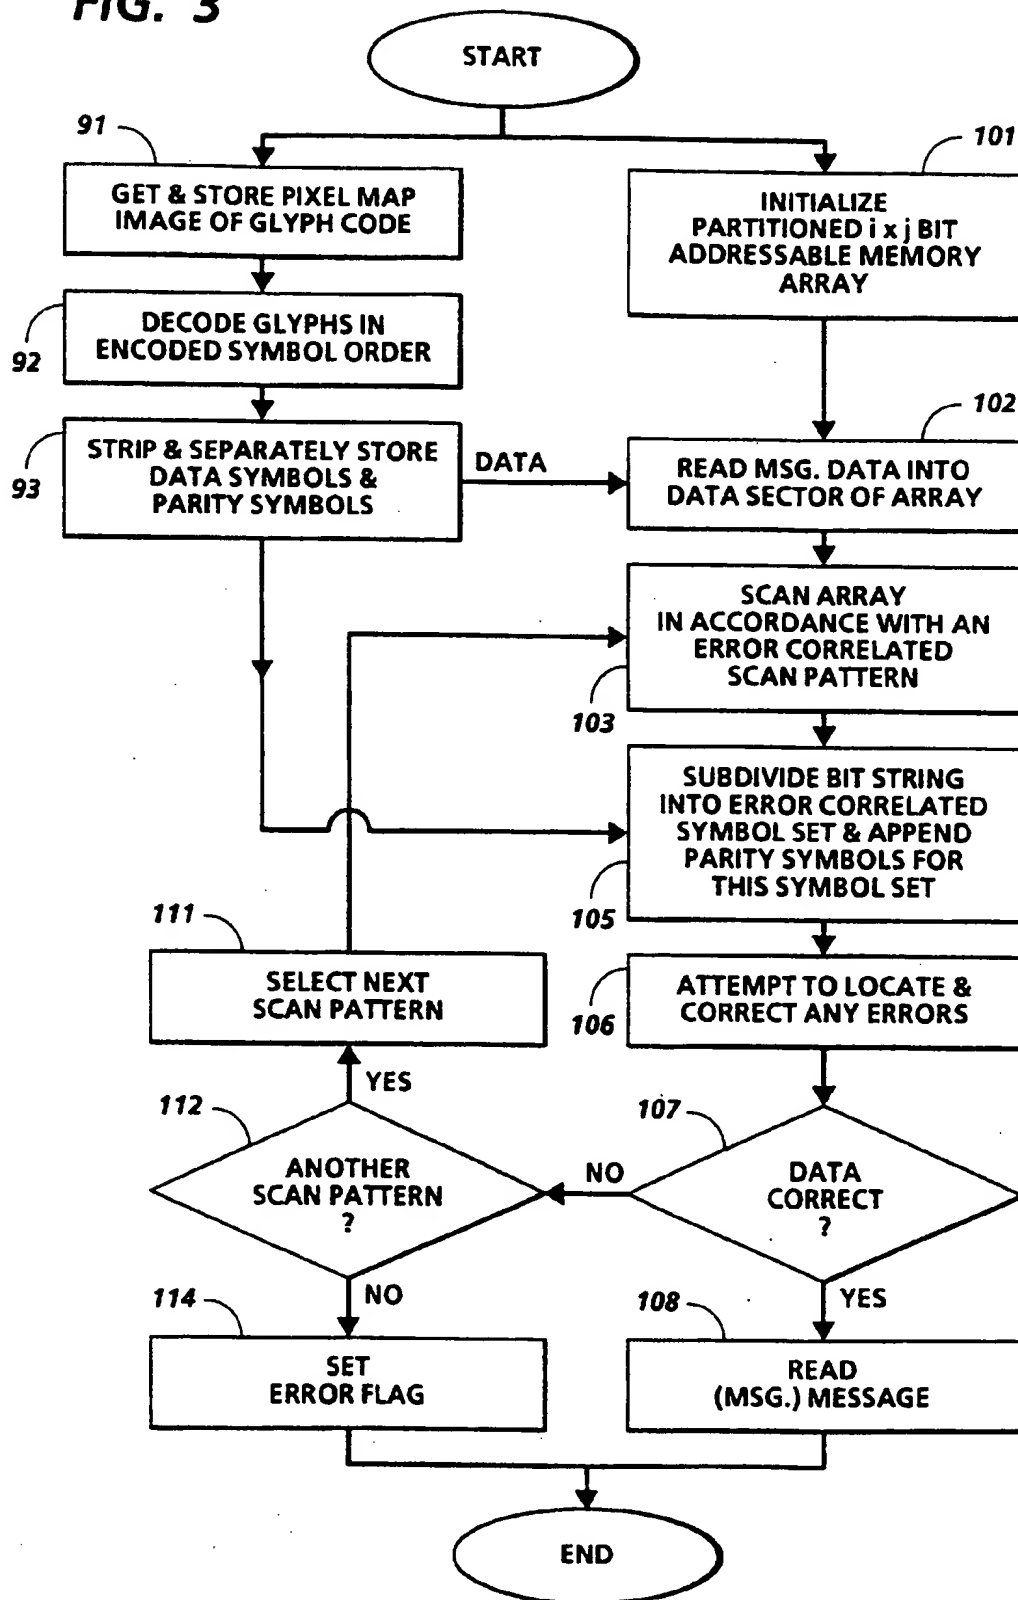 FIG. 3
START
91
GET & STORE PIXEL MAP
IMAGE OF GLYPH CODE
101
INITIALIZE
PARTITIONED i x j BIT
ADDRESSABLE MEMORY
ARRAY
92
DECODE GLYPHS IN
ENCODED SYMBOL ORDER
93
STRIP & SEPARATELY STORE
DATA SYMBOLS &
PARITY SYMBOLS
DATA
102
READ MSG. DATA INTO
DATA SECTOR OF ARRAY
SCAN ARRAY
IN ACCORDANCE WITH AN
ERROR CORRELATED
SCAN PATTERN
103
SUBDIVIDE BIT STRING
INTO ERROR CORRELATED
SYMBOL SET & APPEND
PARITY SYMBOLS FOR
THIS SYMBOL SET
105
111
SELECT NEXT
SCAN PATTERN
ATTEMPT TO LOCATE &
CORRECT ANY ERRORS
106
YES
112
ANOTHER
SCAN PATTERN
?
NO
107
DATA
CORRECT
?
NO
YES
114
SET
ERROR FLAG
108
READ
(MSG.) MESSAGE
END